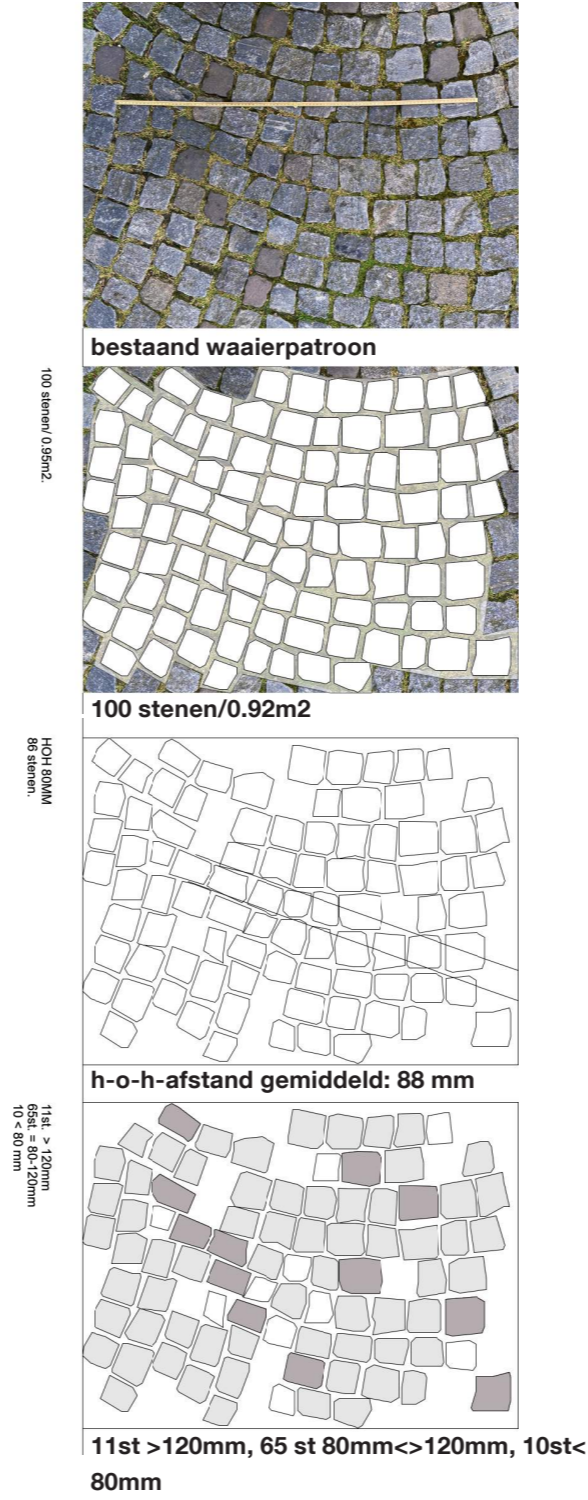 bestaand waaierpatroon
100 stenen/ 0.95m2.
100 stenen/0.92m2
HOH 80MM
86 stenen.
h-o-h-afstand gemiddeld: 88 mm
11st. > 120mm
65st. = 80-120mm
10 < 80 mm
11st >120mm, 65 st 80mm<>120mm, 10st<
80mm